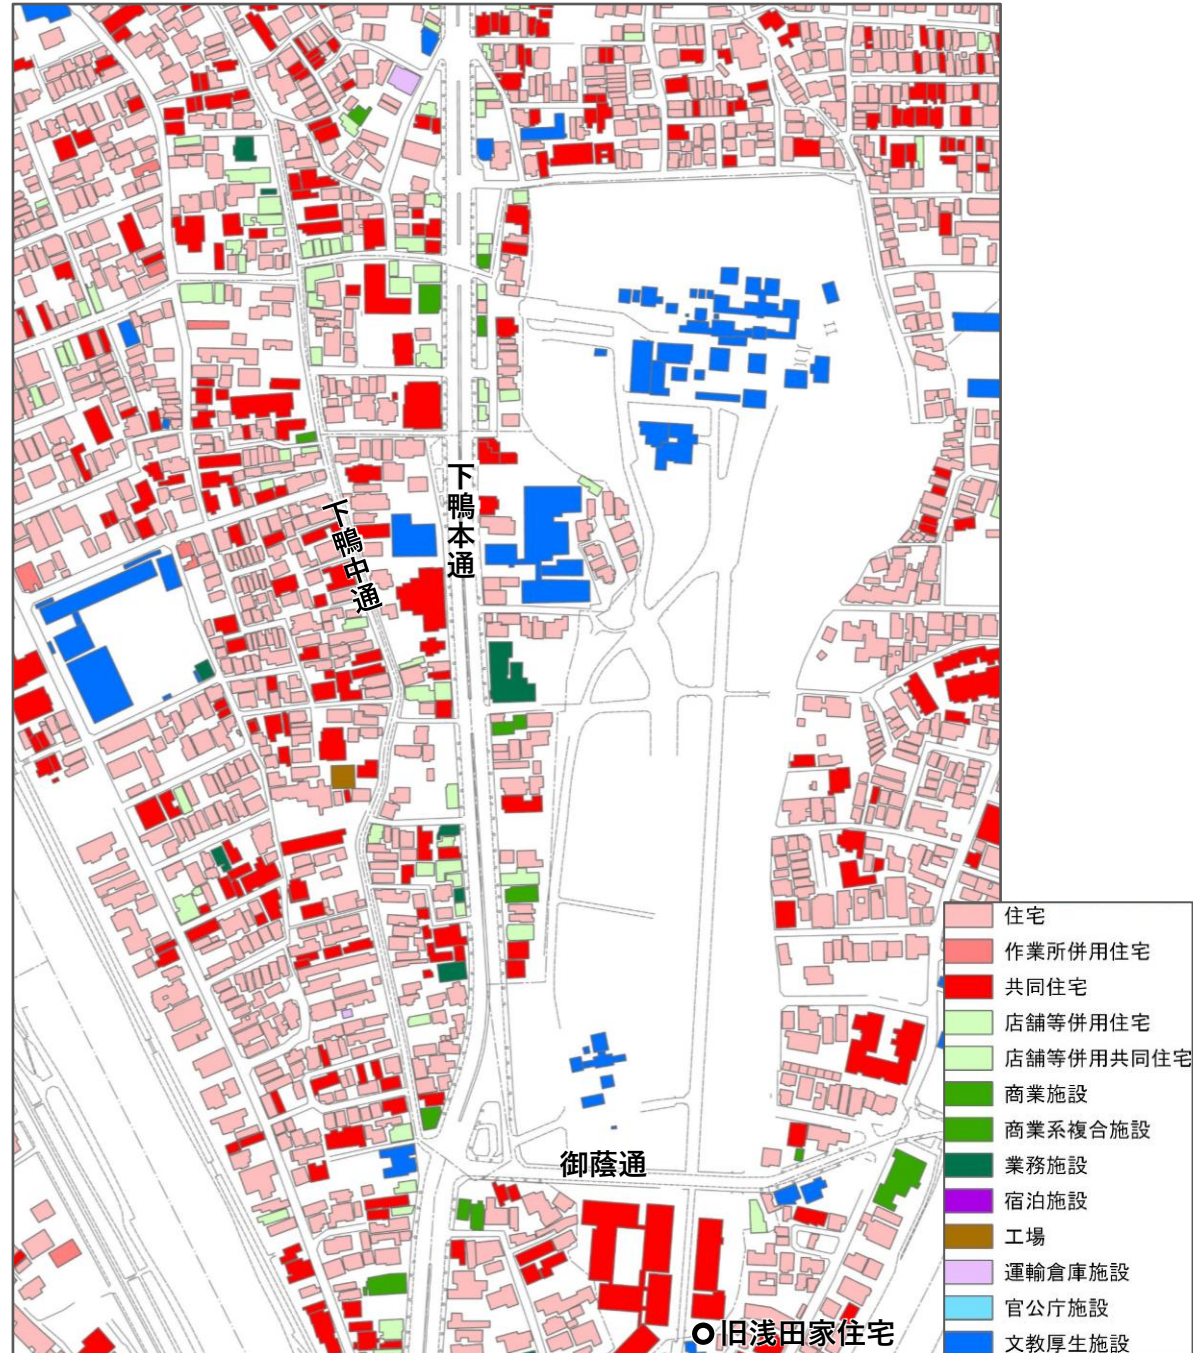 下鴨本通
下鴨中通
御蔭通
旧浅田家住宅
住宅
作業所併用住宅
共同住宅
店舗等併用住宅
店舗等併用共同住宅
商業施設
商業系複合施設
業務施設
宿泊施設
工場
運輸倉庫施設
官公庁施設
文教厚生施設